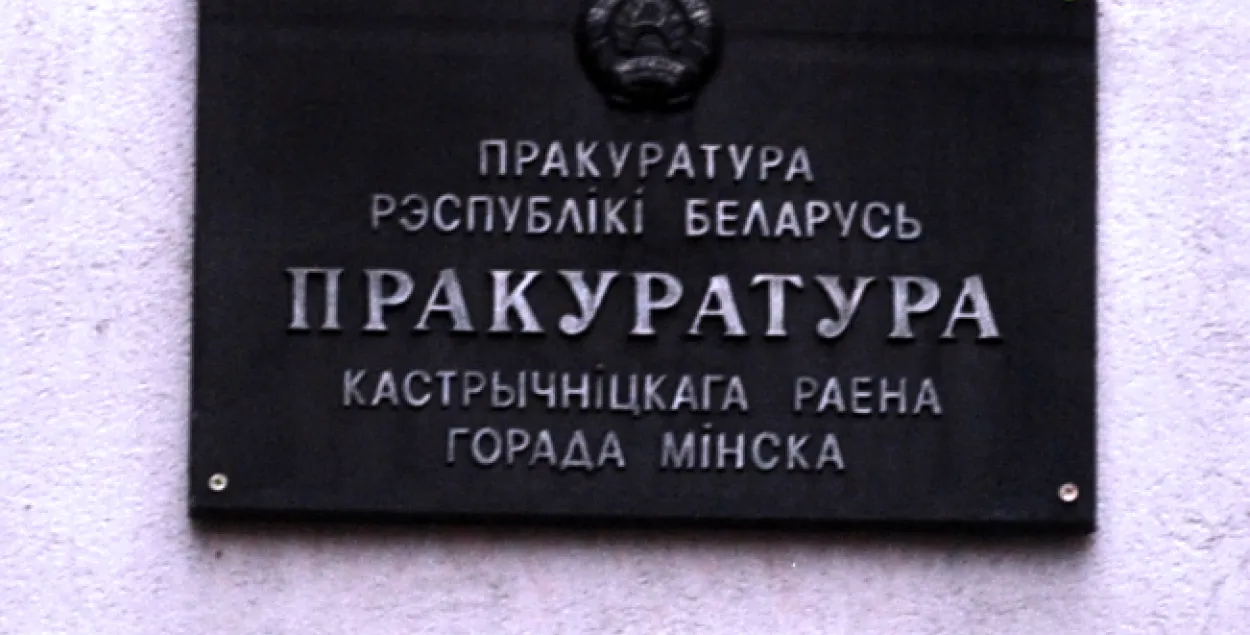 ПРАКУРАТУРА
РЭСПУБЛІКІ БЕЛАРУСЬ
ПРАКУРАТУРА
КАСТРЫЧНІЦКАГА РАЕНА
ГОРАДА МІНСКА